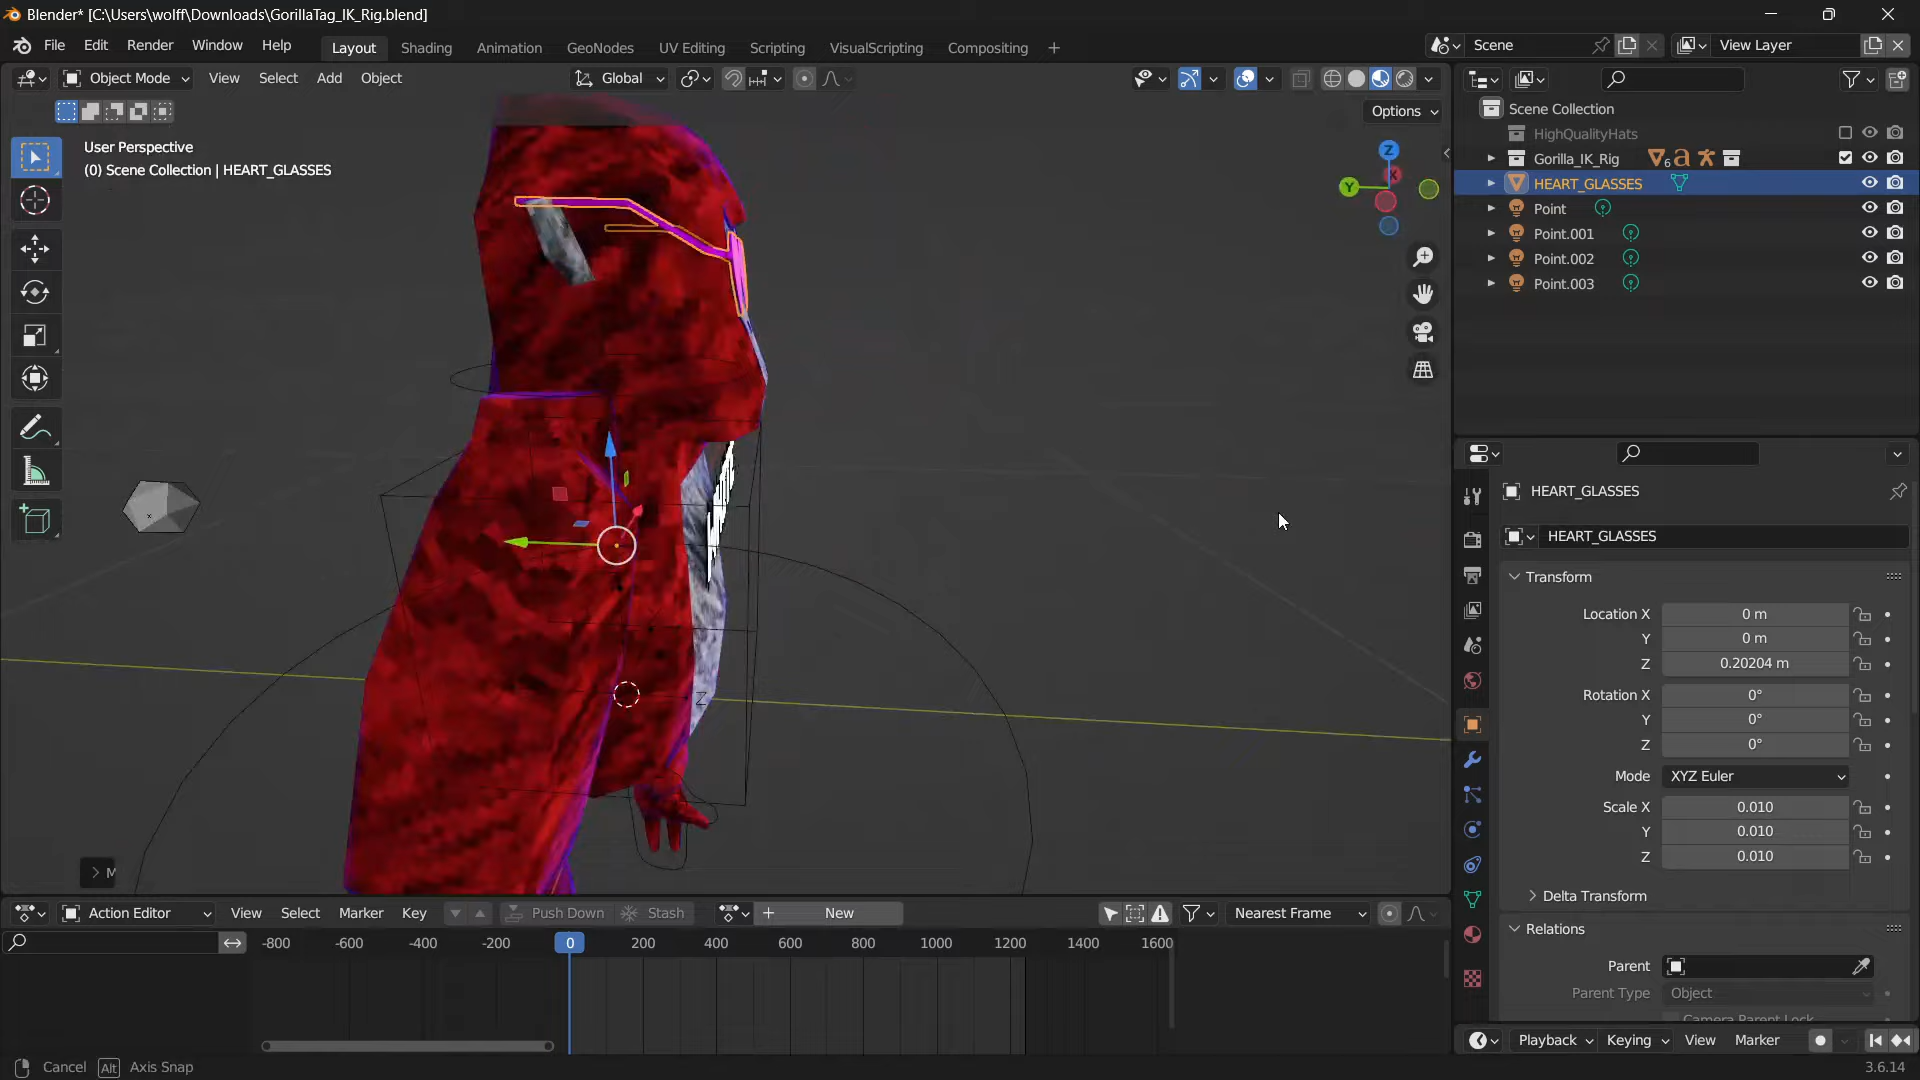 Blender* [C:\Users\wolff\Downloads\GorillaTag_IK_Rig.blend]
File Edit Render Window Help Layout Shading Animation GeoNodes UV Editing Scripting VisualScripting Compositing + Scene View Layer
Object Mode View Select Add Object Global
Options
User Perspective
(0) Scene Collection | HEART_GLASSES
Z
Y
X
Scene Collection
HighQualityHats
Gorilla_IK_Rig 6
HEART_GLASSES
Point
Point.001
Point.002
Point.003
HEART_GLASSES
HEART_GLASSES
Transform
Location X 0 m
Y 0 m
Z 0.20204 m
Rotation X 0°
Y 0°
Z 0°
Mode XYZ Euler
Scale X 0.010
Y 0.010
Z 0.010
Delta Transform
Relations
Parent
Parent Type Object
Camera Parent Lock
Z
> M
Action Editor View Select Marker Key Push Down Stash + New Nearest Frame
-800 -600 -400 -200 0 200 400 600 800 1000 1200 1400 1600
Playback Keying View Marker
Cancel Alt Axis Snap
3.6.14